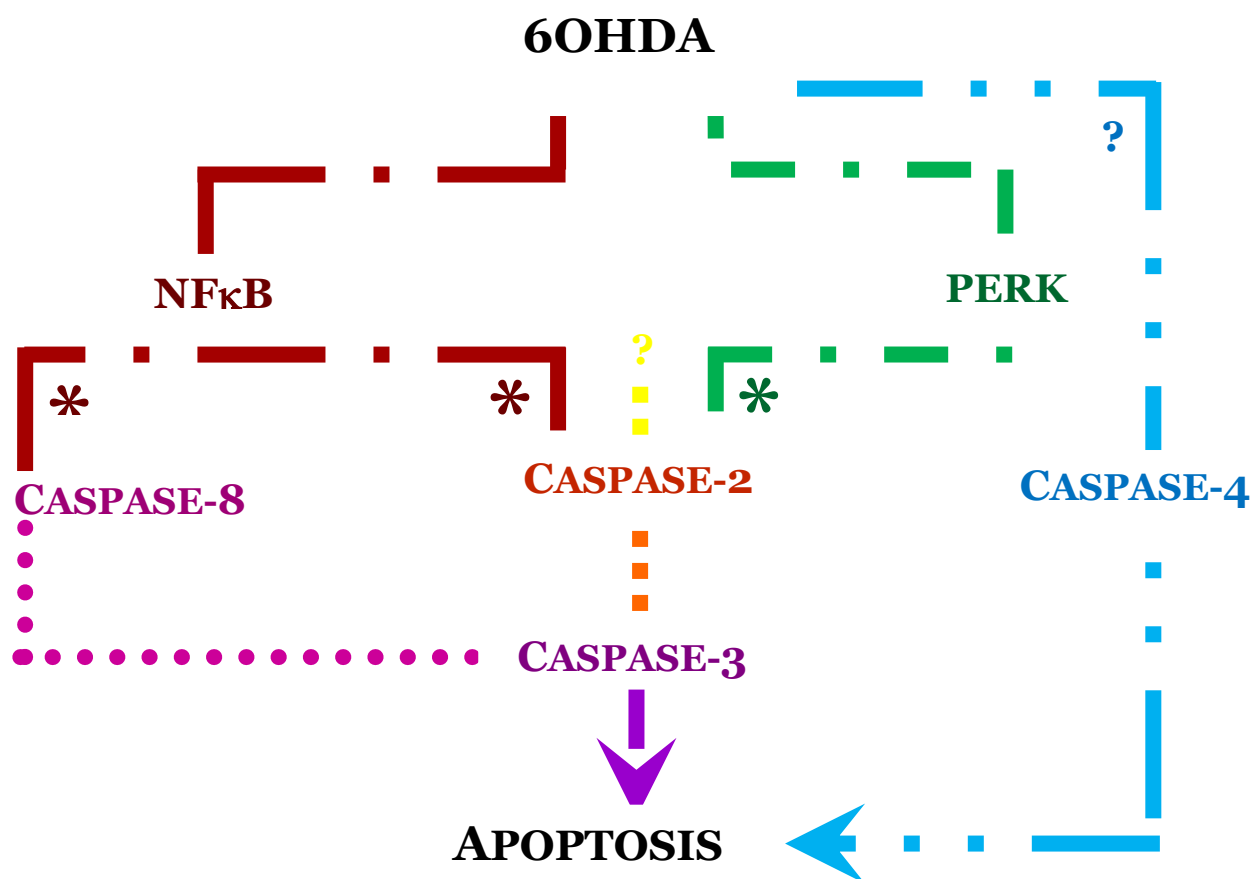 6OHDA
?
NFκB
PERK
?
*
*
*
CASPASE-8
CASPASE-2
CASPASE-4
CASPASE-3
APOPTOSIS